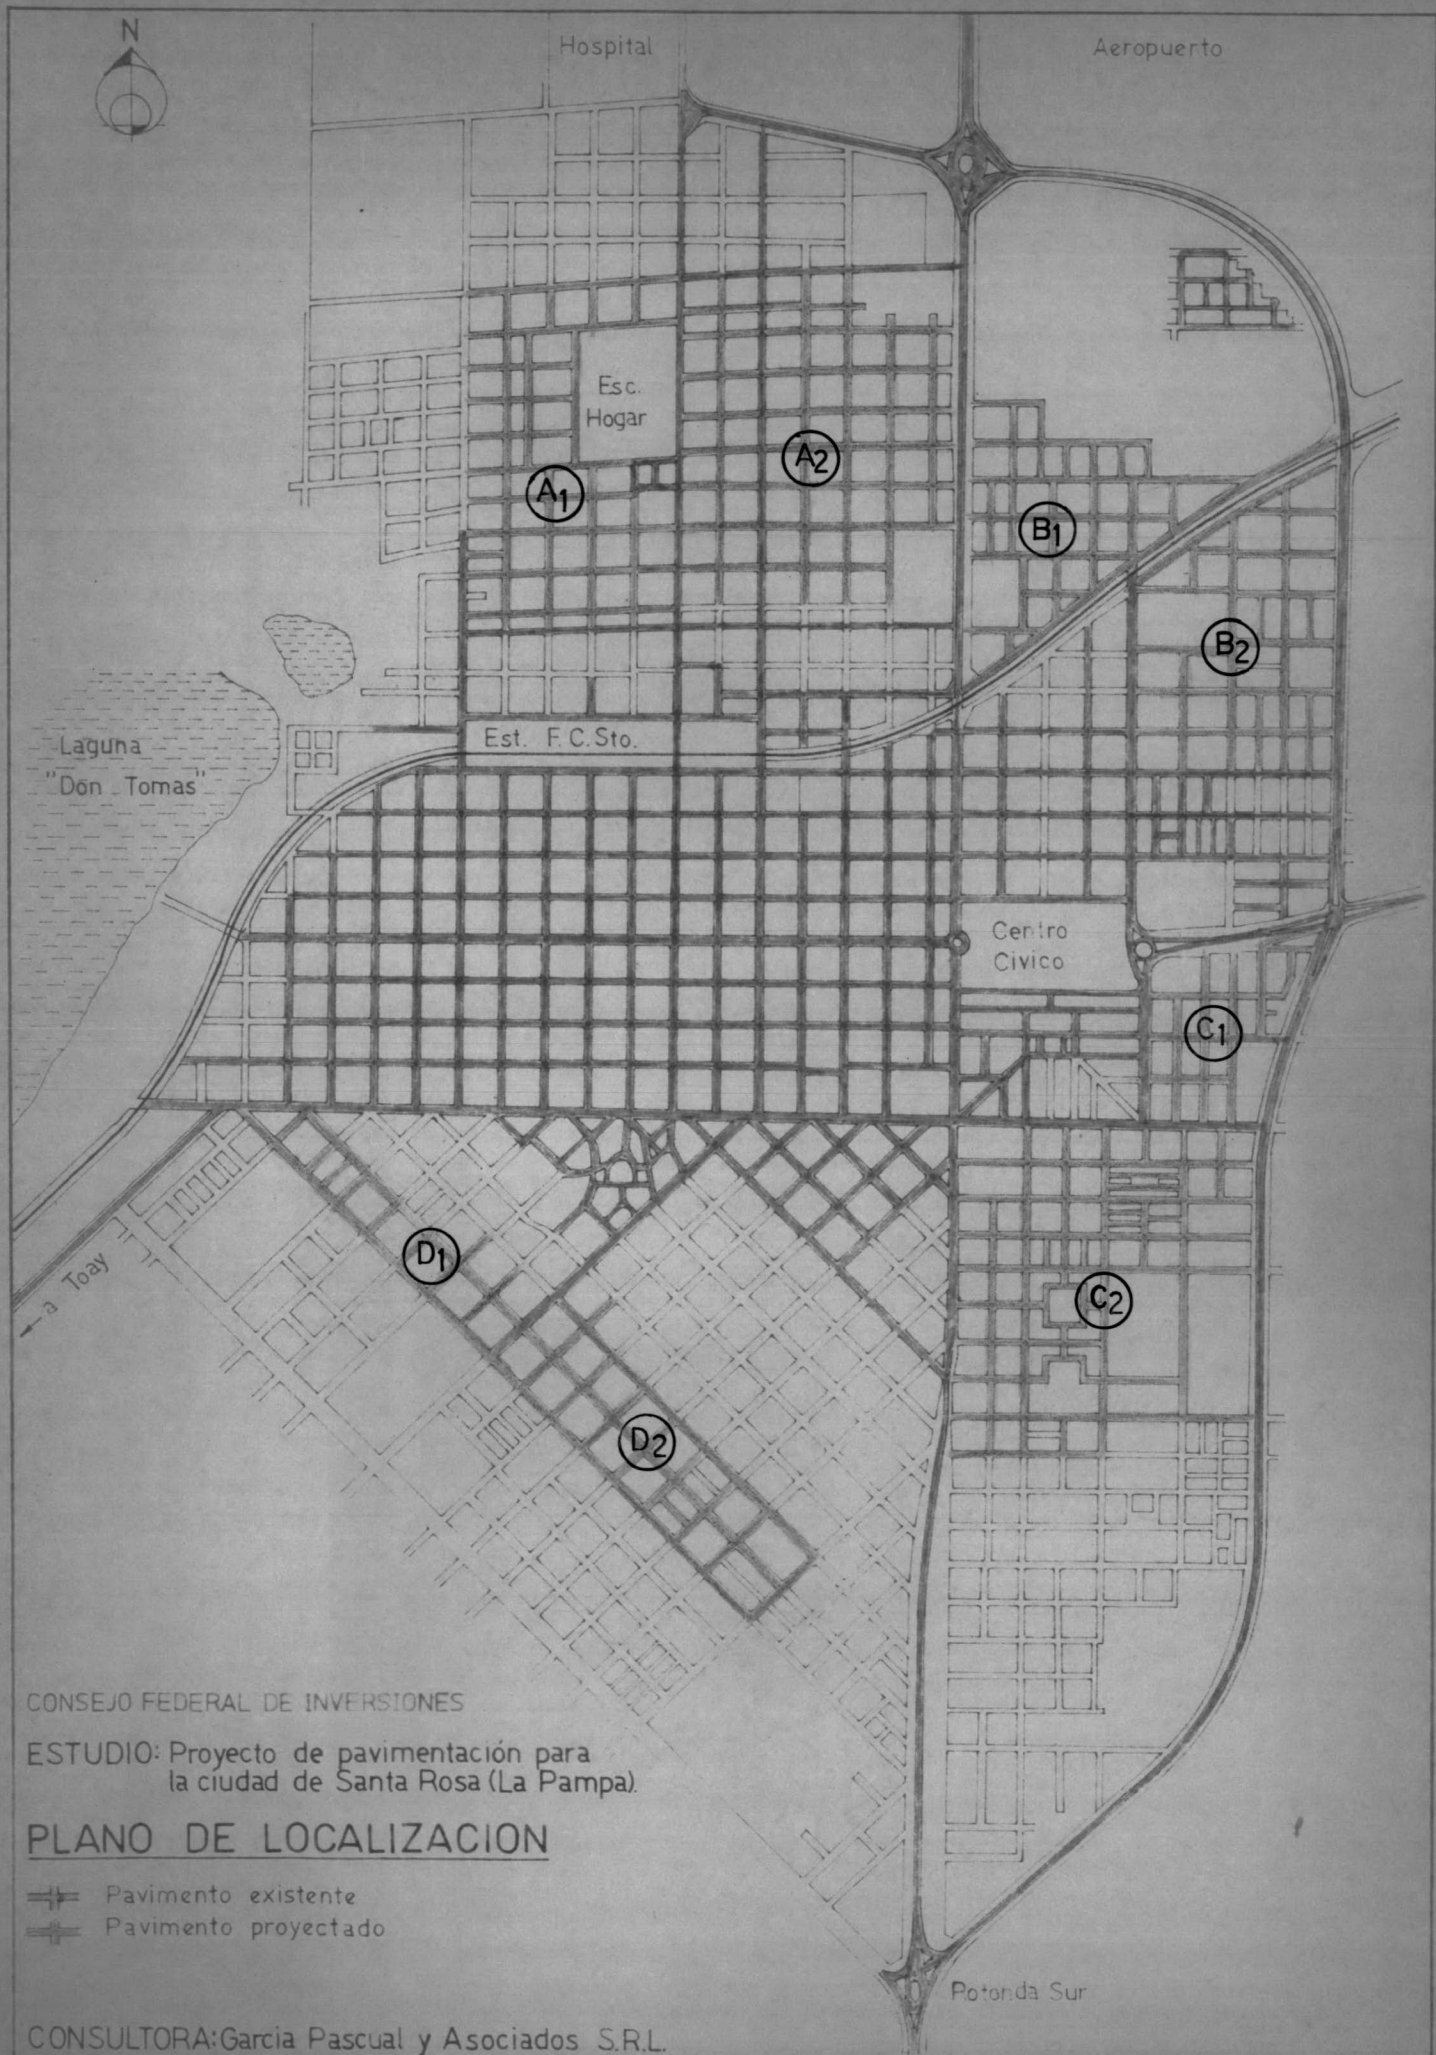 N
Hospital
Aeropuerto
Esc.
Hogar
A2
A1
B1
B2
Laguna
"Don Tomas"
Est. F.C.Sto.
Centro
Civico
C1
D1
a Toay
C2
D2
CONSEJO FEDERAL DE INVERSIONES
ESTUDIO: Proyecto de pavimentación para
la ciudad de Santa Rosa (La Pampa).
PLANO DE LOCALIZACION
Pavimento existente
Pavimento proyectado
Rotonda Sur
CONSULTORA: Garcia Pascual y Asociados S.R.L.